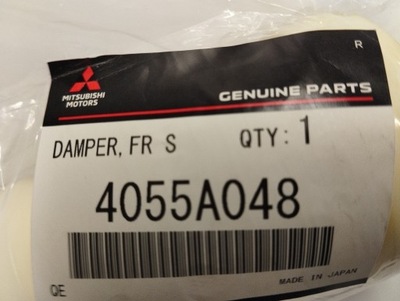 R
MITSUBISHI
MOTORS
GENUINE PARTS
DAMPER, FR S QTY: 1
4055A048
MADE IN JAPAN
OE